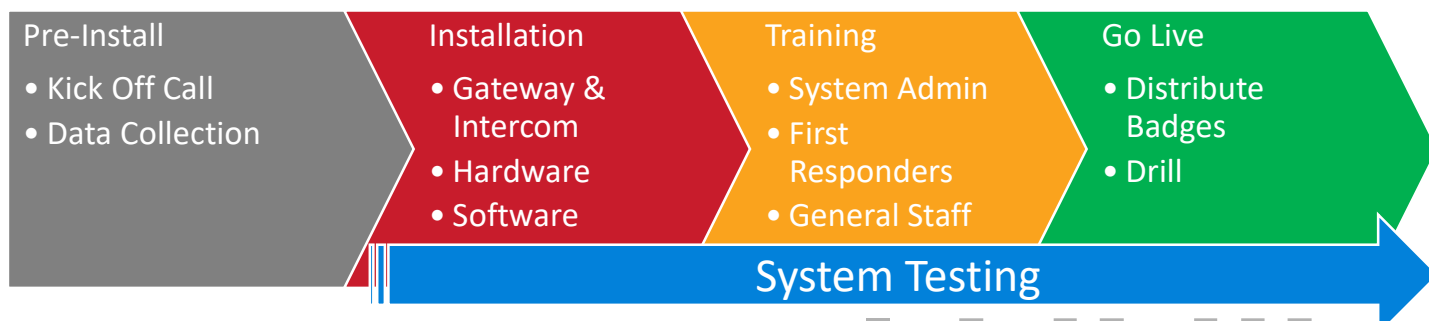 Pre-Install
• Kick Off Call
• Data Collection
Installation
• Gateway &
Intercom
• Hardware
• Software
Training
• System Admin
• First
Responders
• General Staff
Go Live
• Distribute
Badges
• Drill
System Testing